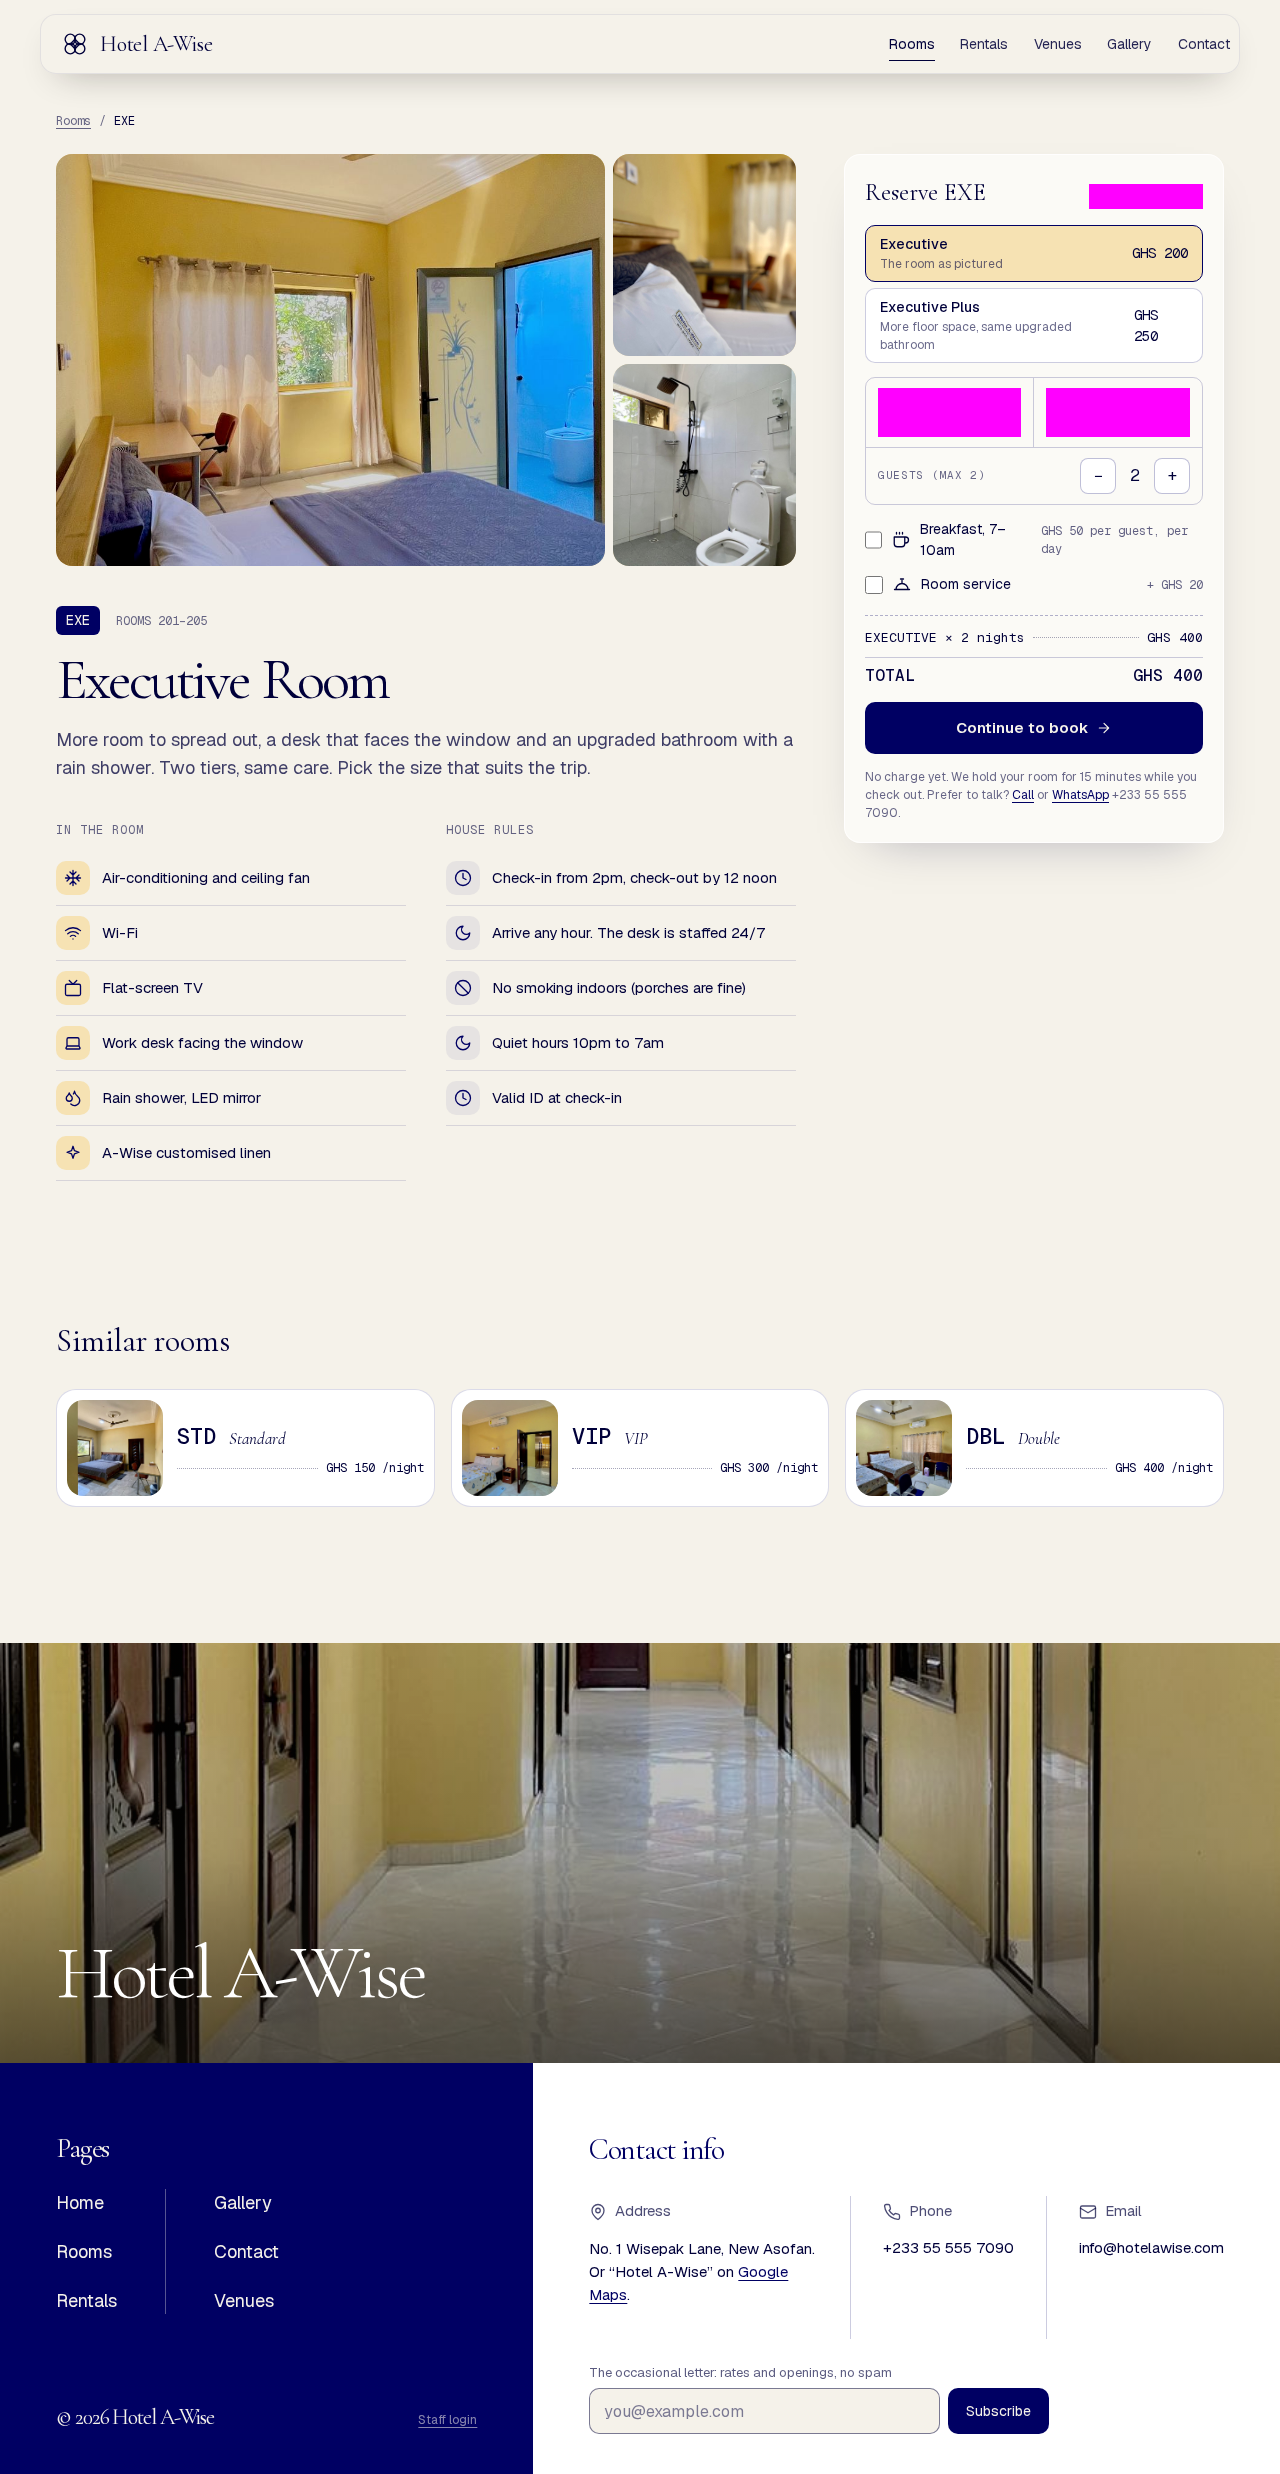 Hotel A-Wise
Rooms Rentals Venues Gallery Contact
Rooms / EXE
Reserve EXE
Executive
The room as pictured
GHS 200
Executive Plus
More floor space, same upgraded
bathroom
GHS
250
GUESTS (MAX 2)
− 2 +
Breakfast, 7–
10am
GHS 50 per guest, per
day
Room service
+ GHS 20
EXECUTIVE × 2 nights GHS 400
TOTAL GHS 400
Continue to book →
No charge yet. We hold your room for 15 minutes while you
check out. Prefer to talk? Call or WhatsApp +233 55 555
7090.
EXE ROOMS 201–205
Executive Room
More room to spread out, a desk that faces the window and an upgraded bathroom with a
rain shower. Two tiers, same care. Pick the size that suits the trip.
IN THE ROOM
Air-conditioning and ceiling fan
Wi-Fi
Flat-screen TV
Work desk facing the window
Rain shower, LED mirror
A-Wise customised linen
HOUSE RULES
Check-in from 2pm, check-out by 12 noon
Arrive any hour. The desk is staffed 24/7
No smoking indoors (porches are fine)
Quiet hours 10pm to 7am
Valid ID at check-in
Similar rooms
STD Standard
GHS 150 /night
VIP VIP
GHS 300 /night
DBL Double
GHS 400 /night
Hotel A-Wise
Pages
Home
Rooms
Rentals
Gallery
Contact
Venues
© 2026 Hotel A-Wise
Staff login
Contact info
Address
No. 1 Wisepak Lane, New Asofan.
Or “Hotel A-Wise” on Google
Maps.
Phone
+233 55 555 7090
Email
info@hotelawise.com
The occasional letter: rates and openings, no spam
you@example.com
Subscribe